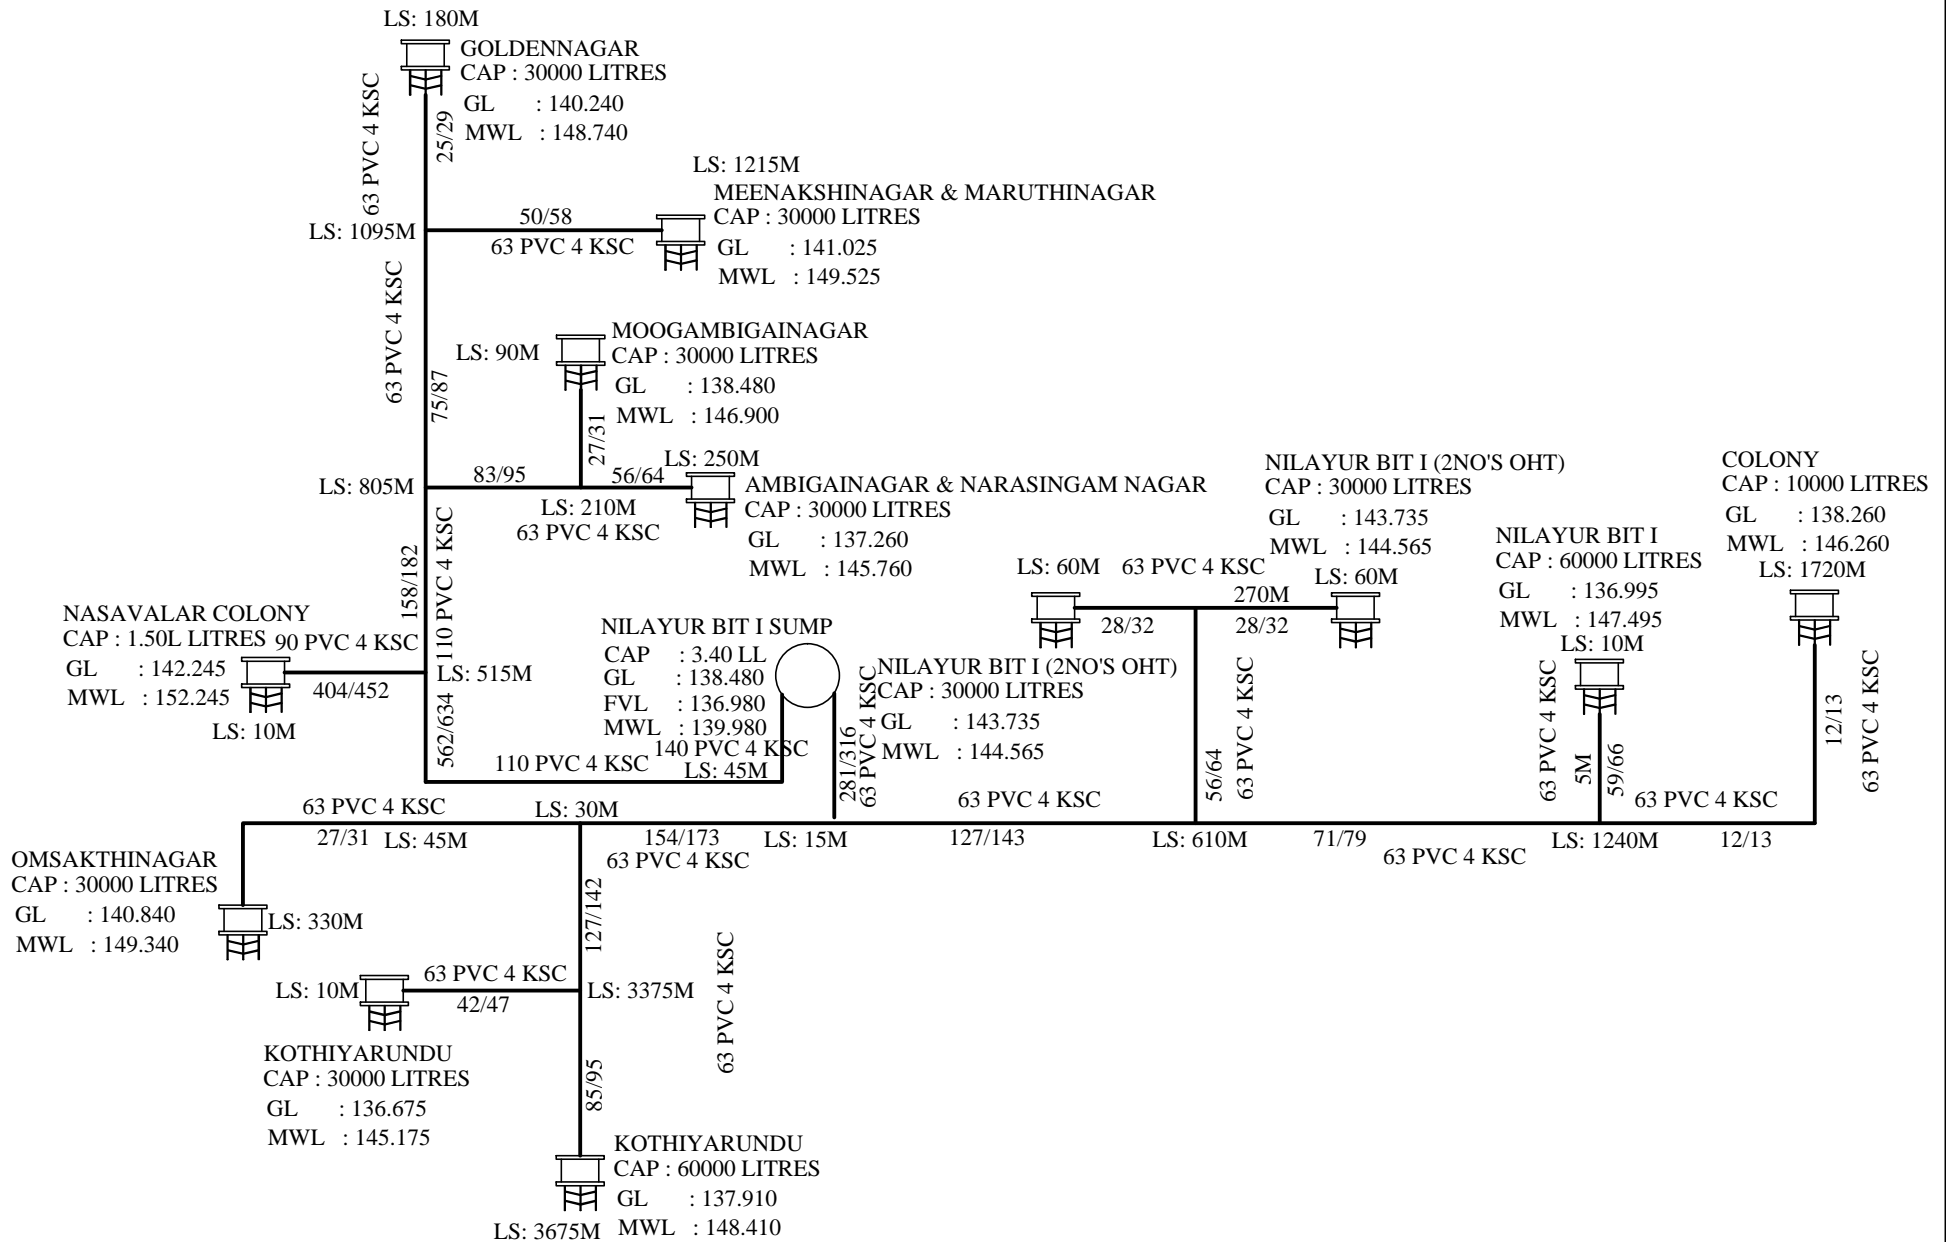 LS: 180M
GOLDENNAGAR
CAP : 30000 LITRES
GL : 140.240
MWL : 148.740
63 PVC 4 KSC
25/29
LS: 1215M
MEENAKSHINAGAR & MARUTHINAGAR
CAP : 30000 LITRES
GL : 141.025
MWL : 149.525
50/58
63 PVC 4 KSC
LS: 1095M
63 PVC 4 KSC
75/87
MOOGAMBIGAINAGAR
LS: 90M
CAP : 30000 LITRES
GL : 138.480
MWL : 146.900
27/31
LS: 805M
83/95
56/64
LS: 250M
LS: 210M
63 PVC 4 KSC
AMBIGAINAGAR & NARASINGAM NAGAR
CAP : 30000 LITRES
GL : 137.260
MWL : 145.760
NILAYUR BIT I (2NO'S OHT)
CAP : 30000 LITRES
GL : 143.735
MWL : 144.565
COLONY
CAP : 10000 LITRES
GL : 138.260
MWL : 146.260
LS: 1720M
NILAYUR BIT I
CAP : 60000 LITRES
GL : 136.995
MWL : 147.495
LS: 10M
LS: 60M
63 PVC 4 KSC
LS: 60M
270M
28/32
28/32
158/182
110 PVC 4 KSC
NASAVALAR COLONY
CAP : 1.50L LITRES
GL : 142.245
MWL : 152.245
90 PVC 4 KSC
404/452
LS: 10M
LS: 515M
562/634
NILAYUR BIT I SUMP
CAP : 3.40 LL
GL : 138.480
FVL : 136.980
MWL : 139.980
140 PVC 4 KSC
110 PVC 4 KSC
LS: 45M
281/316
63 PVC 4 KSC
NILAYUR BIT I (2NO'S OHT)
CAP : 30000 LITRES
GL : 143.735
MWL : 144.565
56/64
63 PVC 4 KSC
63 PVC 4 KSC
5M
59/66
12/13
63 PVC 4 KSC
63 PVC 4 KSC
LS: 30M
63 PVC 4 KSC
63 PVC 4 KSC
27/31
LS: 45M
154/173
63 PVC 4 KSC
LS: 15M
127/143
LS: 610M
71/79
63 PVC 4 KSC
LS: 1240M
12/13
OMSAKTHINAGAR
CAP : 30000 LITRES
GL : 140.840
MWL : 149.340
LS: 330M
127/142
63 PVC 4 KSC
63 PVC 4 KSC
LS: 10M
42/47
LS: 3375M
KOTHIYARUNDU
CAP : 30000 LITRES
GL : 136.675
MWL : 145.175
85/95
KOTHIYARUNDU
CAP : 60000 LITRES
GL : 137.910
MWL : 148.410
LS: 3675M